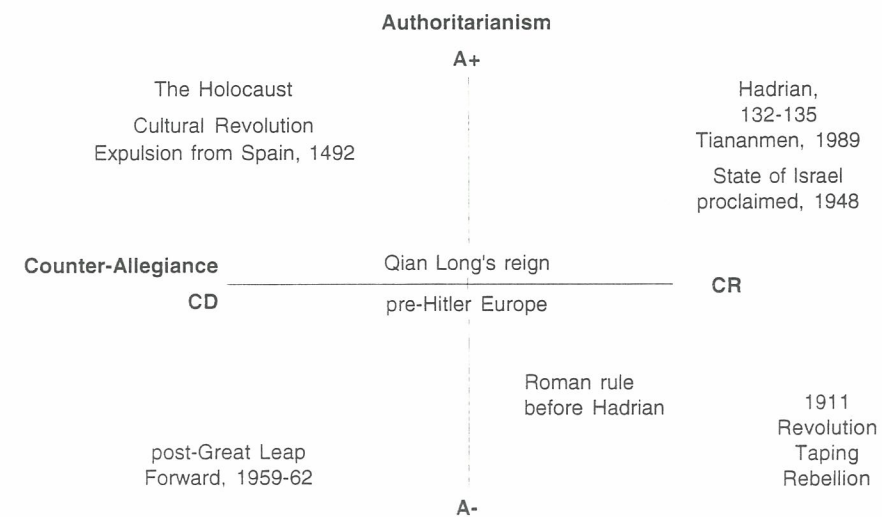 Authoritarianism
A+
The Holocaust
Cultural Revolution
Expulsion from Spain, 1492
Hadrian,
132-135
Tiananmen, 1989
State of Israel
proclaimed, 1948
Counter-Allegiance
CD
Qian Long's reign
pre-Hitler Europe
CR
Roman rule
before Hadrian
1911
Revolution
Taping
Rebellion
post-Great Leap
Forward, 1959-62
A-